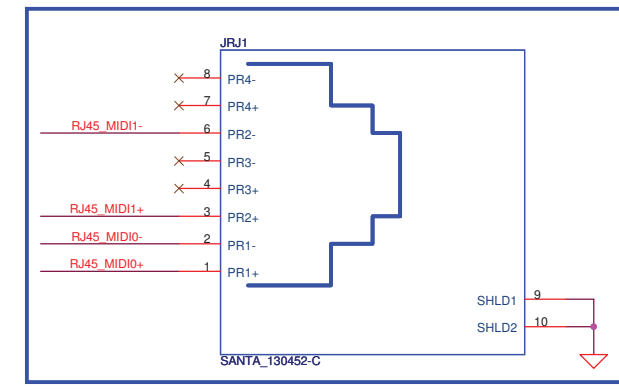 JRJ1
8 PR4-
7 PR4+
RJ45_MIDI1- 6 PR2-
5 PR3-
4 PR3+
RJ45_MIDI1+ 3 PR2+
RJ45_MIDI0- 2 PR1-
RJ45_MIDI0+ 1 PR1+
SHLD1 9
SHLD2 10
SANTA_130452-C